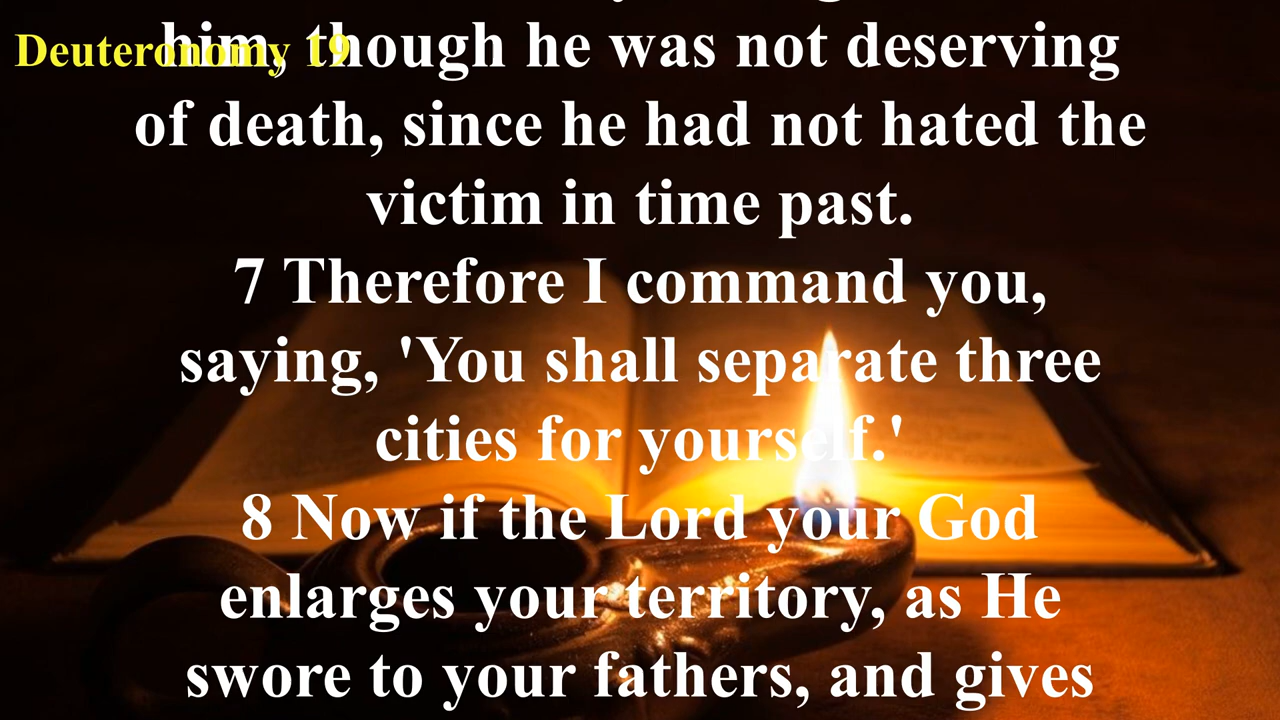 Deuteronomy 19
him, though he was not deserving
of death, since he had not hated the
victim in time past.
7 Therefore I command you,
saying, 'You shall separate three
cities for yourself.'
8 Now if the Lord your God
enlarges your territory, as He
swore to your fathers, and gives